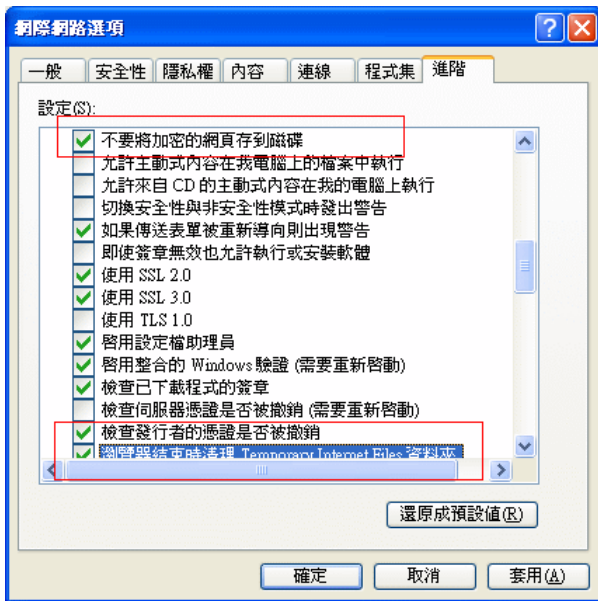 網際網路選項
一般 安全性 隱私權 內容 連線 程式集 進階
設定(S):
不要將加密的網頁存到磁碟
允許主動式內容在我電腦上的檔案中執行
允許來自 CD 的主動式內容在我的電腦上執行
切換安全性與非安全性模式時發出警告
如果傳送表單被重新導向則出現警告
即使簽章無效也允許執行或安裝軟體
使用 SSL 2.0
使用 SSL 3.0
使用 TLS 1.0
啓用設定檔助理員
啓用整合的 Windows 驗證 (需要重新啓動)
檢查已下載程式的簽章
檢查伺服器憑證是否被撤銷 (需要重新啓動)
檢查發行者的憑證是否被撤銷
瀏覽器結束時清理 Temporary Internet Files 資料夾
還原成預設值(R)
確定 取消 套用(A)